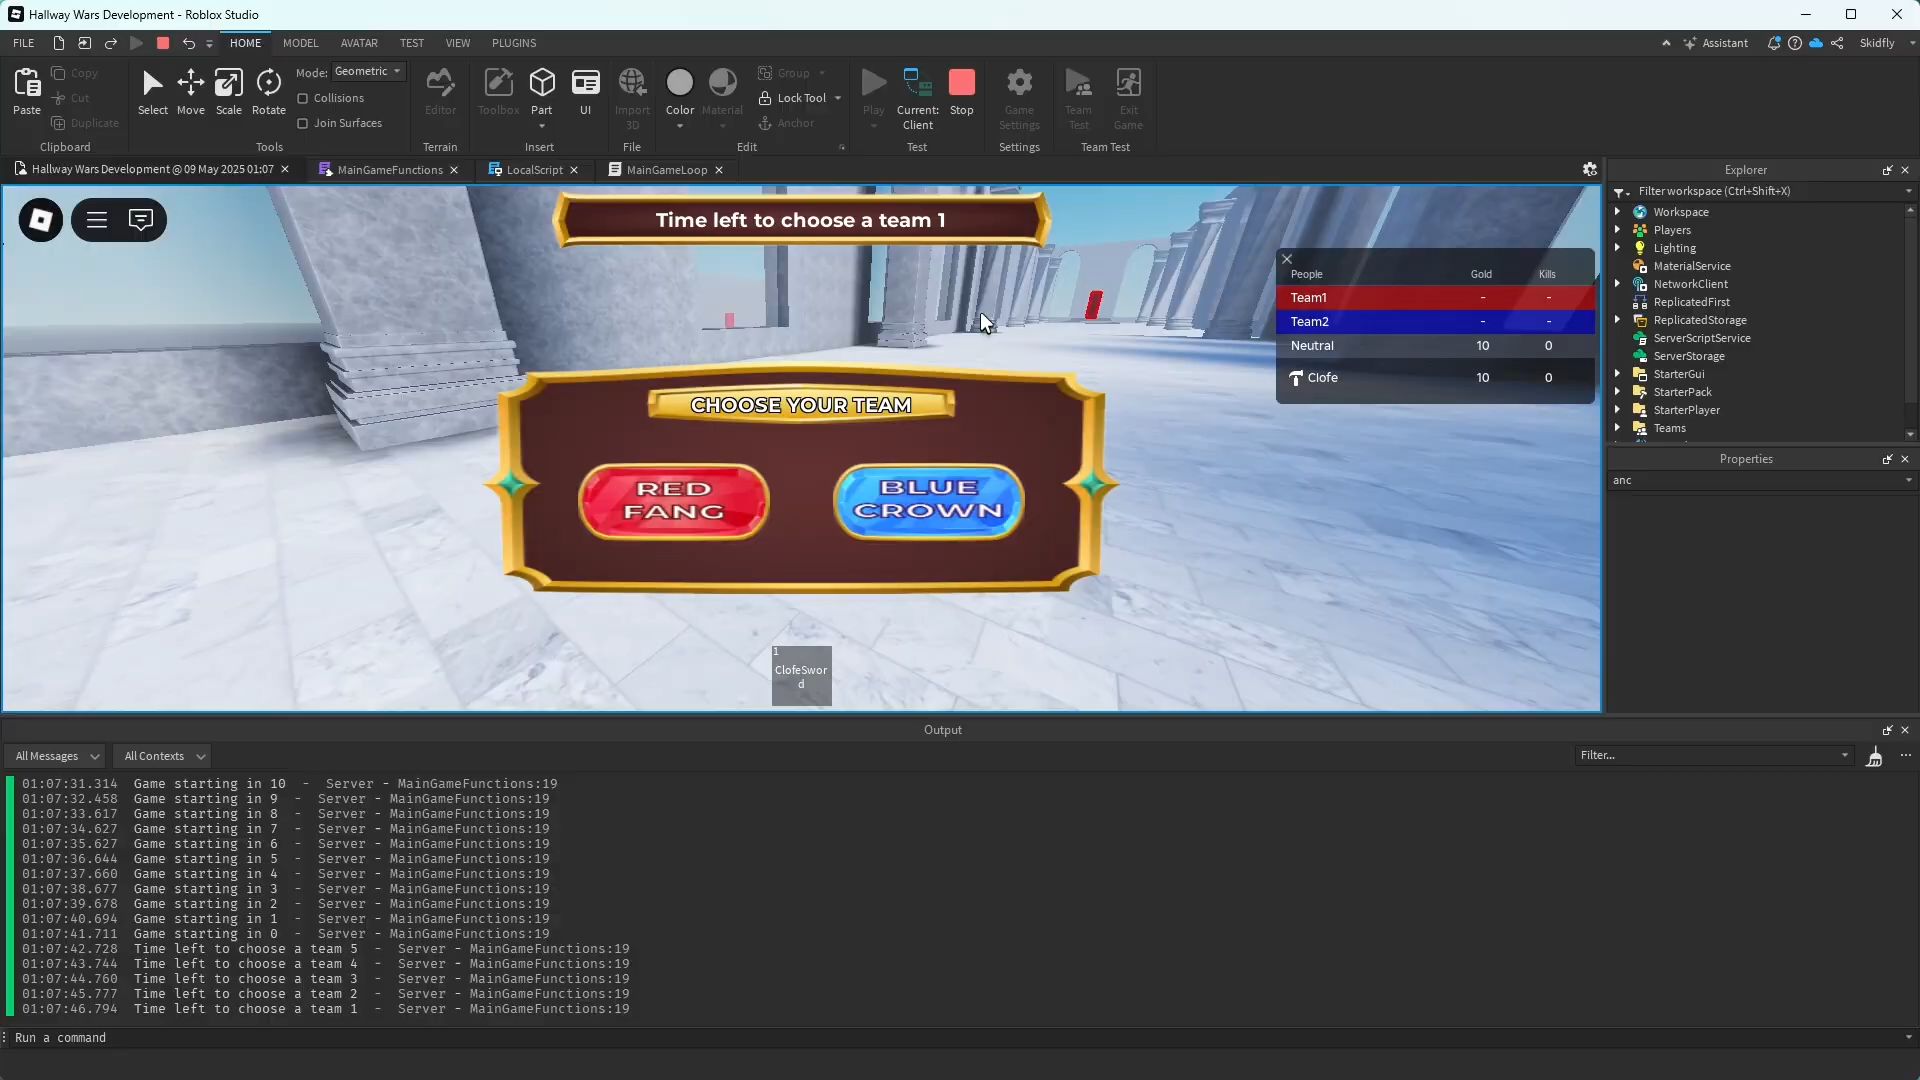 Hallway Wars Development - Roblox Studio
FILE HOME MODEL AVATAR TEST VIEW PLUGINS Assistant Skidfly
Paste
Copy
Cut
Duplicate
Clipboard
Select
Move
Scale
Rotate
Mode: Geometric
Collisions
Join Surfaces
Tools
Editor
Terrain
Toolbox
Part
UI
Insert
Import
3D
File
Color
Material
Group
Lock Tool
Anchor
Edit
Play
Current:
Client
Stop
Test
Game
Settings
Settings
Team
Test
Exit
Game
Team Test
Hallway Wars Development @ 09 May 2025 01:07
MainGameFunctions
LocalScript
MainGameLoop
Time left to choose a team 1
CHOOSE YOUR TEAM
RED
FANG
BLUE
CROWN
1
ClofeSwor
d
People Gold Kills
Team1 - -
Team2 - -
Neutral 10 0
Clofe 10 0
Explorer
Filter workspace (Ctrl+Shift+X)
Workspace
Players
Lighting
MaterialService
NetworkClient
ReplicatedFirst
ReplicatedStorage
ServerScriptService
ServerStorage
StarterGui
StarterPack
StarterPlayer
Teams
Properties
anc
Output
All Messages All Contexts Filter...
01:07:31.314 Game starting in 10 - Server - MainGameFunctions:19
01:07:32.458 Game starting in 9 - Server - MainGameFunctions:19
01:07:33.617 Game starting in 8 - Server - MainGameFunctions:19
01:07:34.627 Game starting in 7 - Server - MainGameFunctions:19
01:07:35.627 Game starting in 6 - Server - MainGameFunctions:19
01:07:36.644 Game starting in 5 - Server - MainGameFunctions:19
01:07:37.660 Game starting in 4 - Server - MainGameFunctions:19
01:07:38.677 Game starting in 3 - Server - MainGameFunctions:19
01:07:39.678 Game starting in 2 - Server - MainGameFunctions:19
01:07:40.694 Game starting in 1 - Server - MainGameFunctions:19
01:07:41.711 Game starting in 0 - Server - MainGameFunctions:19
01:07:42.728 Time left to choose a team 5 - Server - MainGameFunctions:19
01:07:43.744 Time left to choose a team 4 - Server - MainGameFunctions:19
01:07:44.760 Time left to choose a team 3 - Server - MainGameFunctions:19
01:07:45.777 Time left to choose a team 2 - Server - MainGameFunctions:19
01:07:46.794 Time left to choose a team 1 - Server - MainGameFunctions:19
Run a command